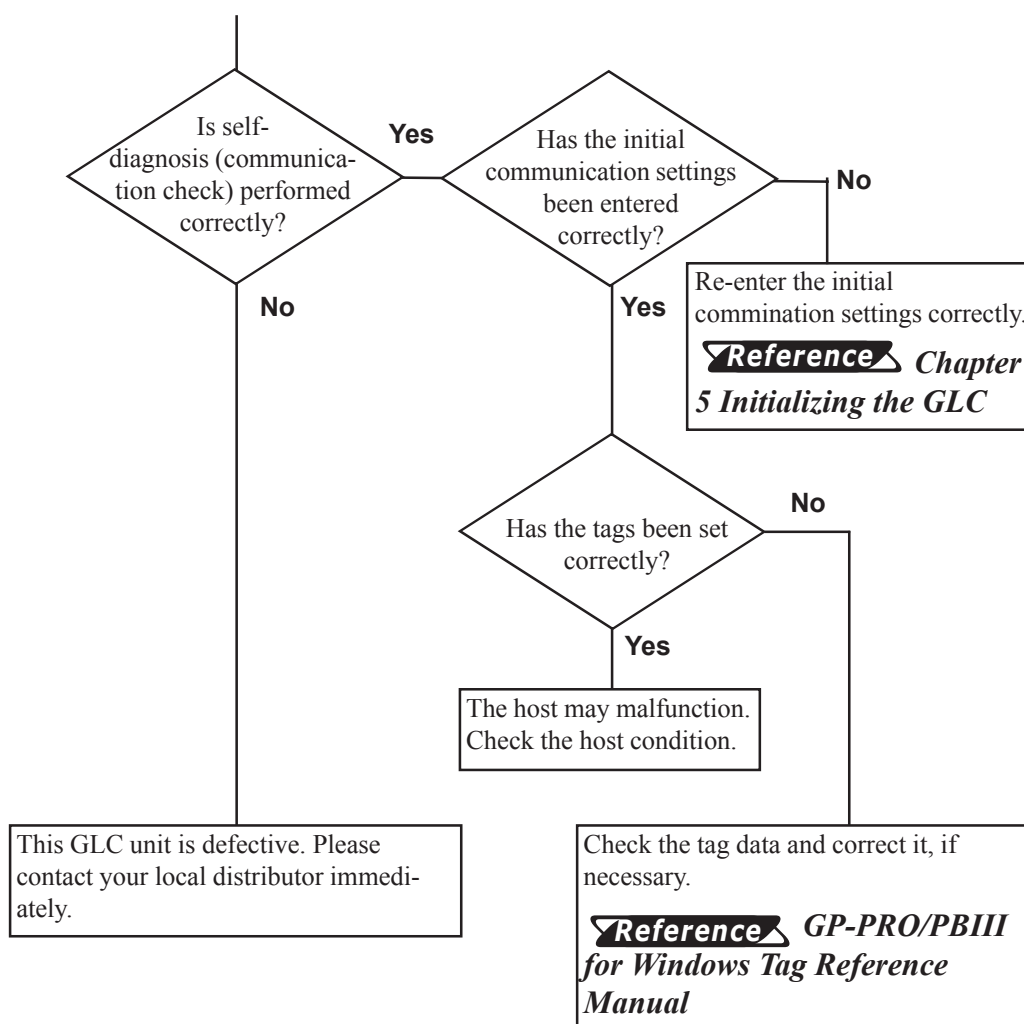 Is self-
diagnosis (communica-
tion check) performed
correctly?
Yes
Has the initial
communication settings
been entered
correctly?
No
Re-enter the initial
commination settings correctly.
Reference Chapter
5 Initializing the GLC
No
Yes
Has the tags been set
correctly?
No
Yes
The host may malfunction.
Check the host condition.
This GLC unit is defective. Please
contact your local distributor immedi-
ately.
Check the tag data and correct it, if
necessary.
Reference GP-PRO/PBIII
for Windows Tag Reference
Manual